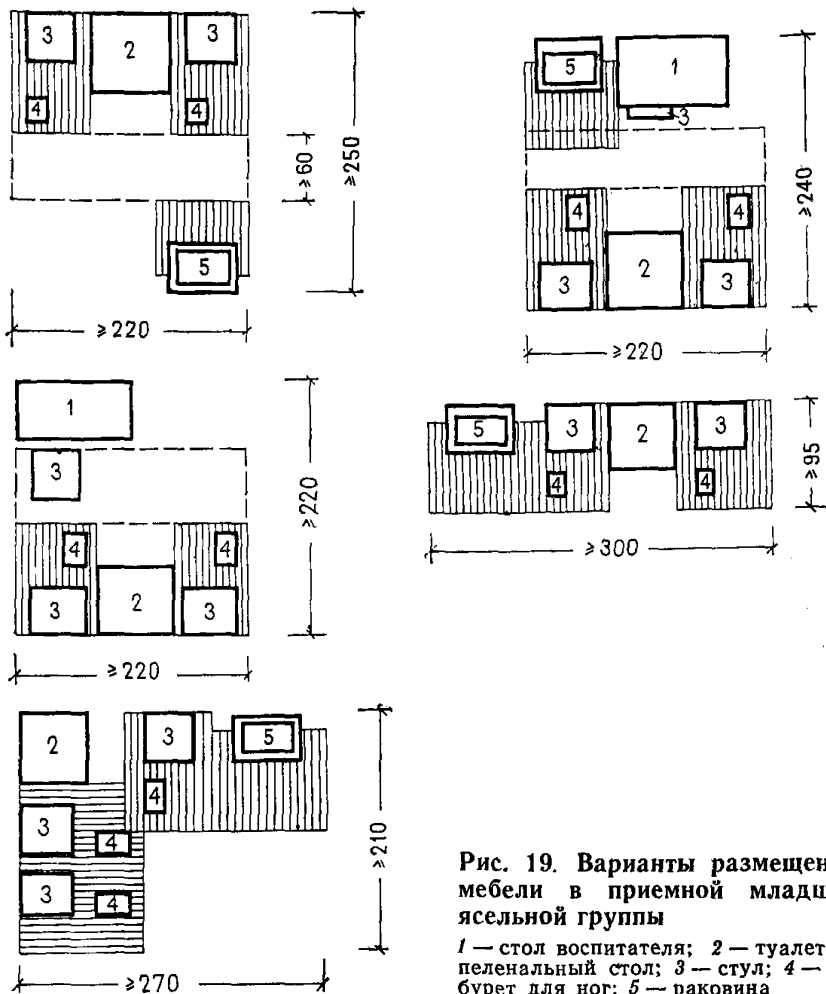 3 2 3
4 4
≥60
≥250
5
≥220
5 1
3
4 4
3 2 3
≥240
≥220
1
3
4 4
3 2 3
≥220
≥220
5 3 2 3
4 4
≥95
≥300
2 3 5
4
3 4
3 4
≥210
≥270
Рис. 19. Варианты размещен
мебели в приемной младш
ясельной группы
1 — стол воспитателя; 2 — туалет
пеленальный стол; 3 — стул; 4 —
бурет для ног; 5 — раковина